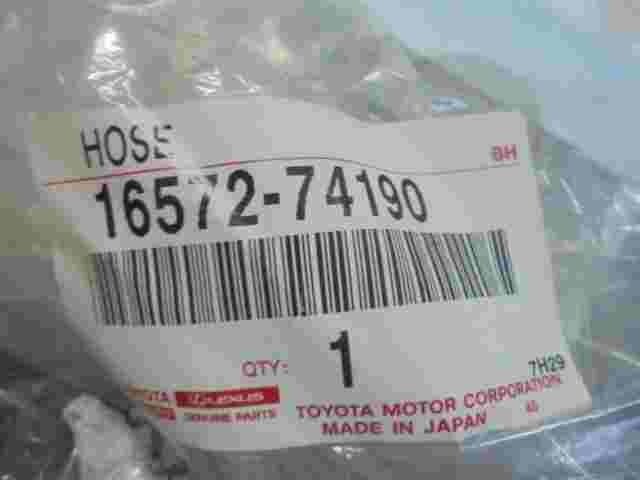 HOSE
BH
16572-74190
QTY: 1
7H29
TOYOTA LEXUS
GENUINE PARTS
TOYOTA MOTOR CORPORATION
MADE IN JAPAN